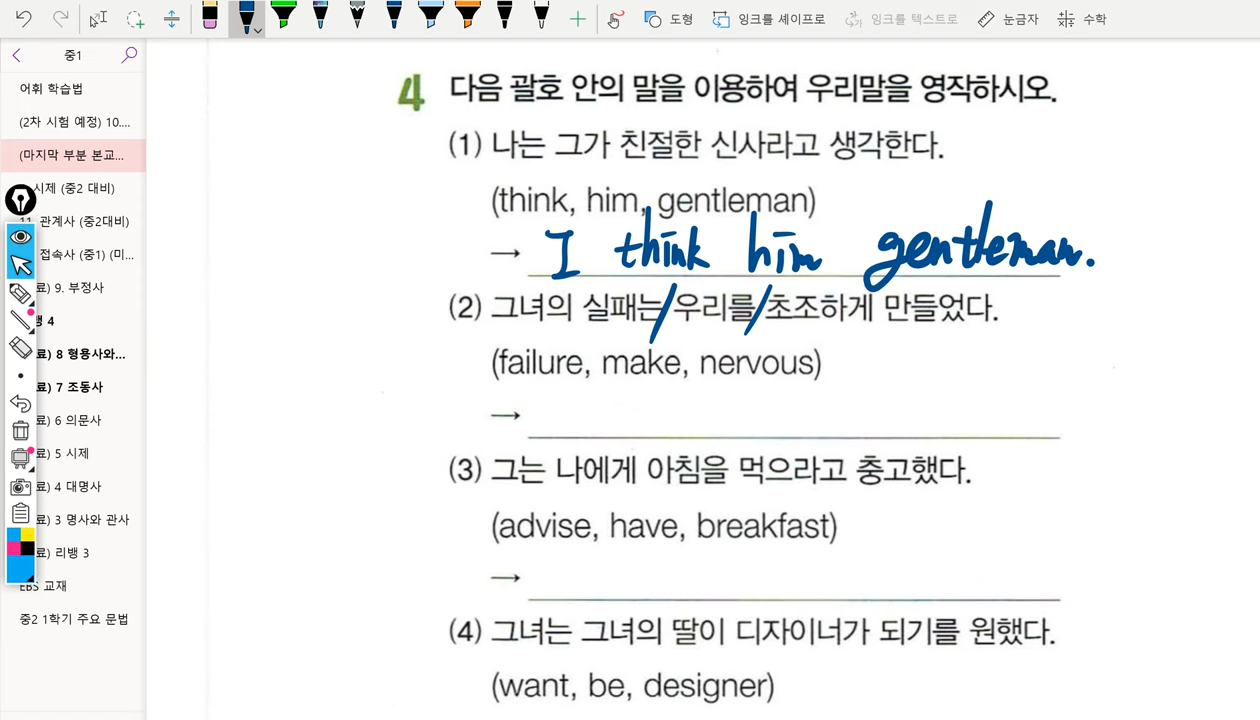 도형
잉크를 셰이프로
잉크를 텍스트로
눈금자
수학
중1
어휘 학습법
(2차 시험 예정) 10....
(마지막 부분 본교...
시제 (중2 대비)
관계사 (중2대비)
접속사 (중1) (미...
료) 9. 부정사
뱅 4
료) 8 형용사와...
료) 7 조동사
료) 6 의문사
료) 5 시제
료) 4 대명사
료) 3 명사와 관사
료) 리뱅 3
EBS 교재
중2 1학기 주요 문법
4 다음 괄호 안의 말을 이용하여 우리말을 영작하시오.
(1) 나는 그가 친절한 신사라고 생각한다.
(think, him, gentleman)
→ I think him gentleman.
(2) 그녀의 실패는/우리를/초조하게 만들었다.
(failure, make, nervous)
→
(3) 그는 나에게 아침을 먹으라고 충고했다.
(advise, have, breakfast)
→
(4) 그녀는 그녀의 딸이 디자이너가 되기를 원했다.
(want, be, designer)